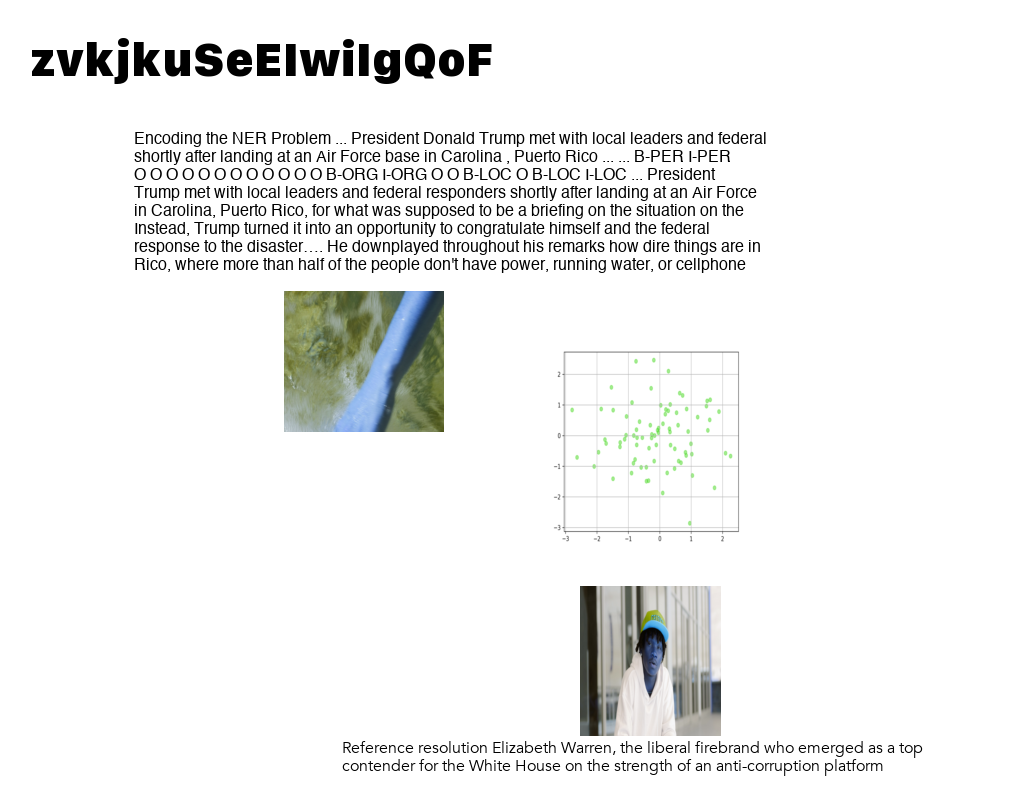 zvkjkuSeEIwiIgQoF
Encoding the NER Problem ... President Donald Trump met with local leaders and federal
shortly after landing at an Air Force base in Carolina , Puerto Rico ... ... B-PER I-PER
O O O O O O O O O O O O B-ORG I-ORG O O B-LOC O B-LOC I-LOC ... President
Trump met with local leaders and federal responders shortly after landing at an Air Force
in Carolina, Puerto Rico, for what was supposed to be a briefing on the situation on the
Instead, Trump turned it into an opportunity to congratulate himself and the federal
response to the disaster…. He downplayed throughout his remarks how dire things are in
Rico, where more than half of the people don't have power, running water, or cellphone
2
1
0
−1
−2
−3
−3 −2 −1 0 1 2
Reference resolution Elizabeth Warren, the liberal firebrand who emerged as a top
contender for the White House on the strength of an anti-corruption platform